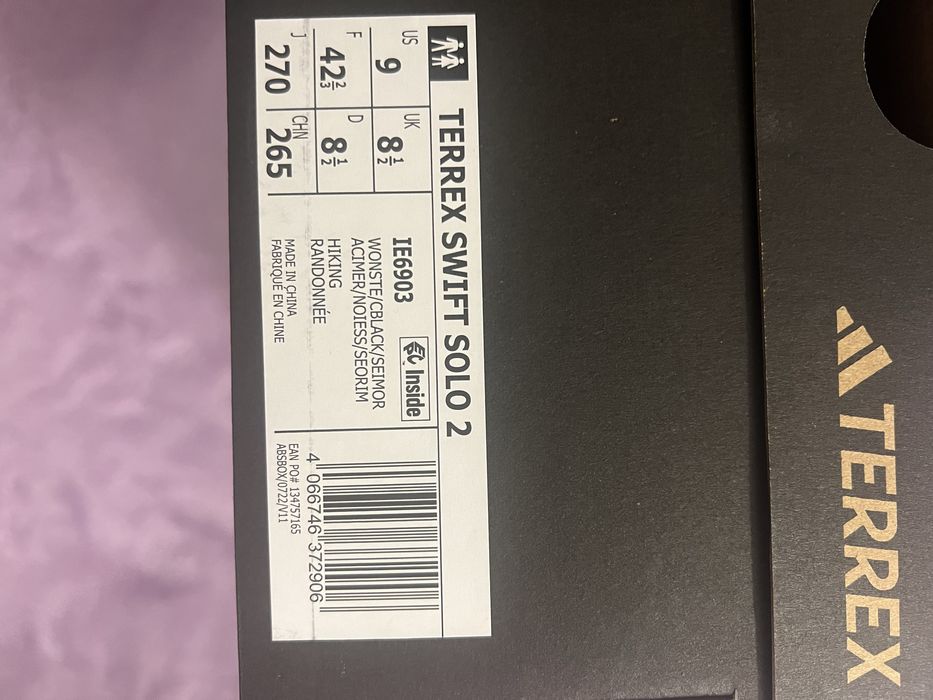 TERREX SWIFT SOLO 2
US
9
UK
8½
F
42⅔
D
8½
J
270
CHN
265
IE6903
Inside
WONSTE/CBLACK/SEIMOR
ACIMER/NOIESS/SEORIM
HIKING
RANDONNÉE
MADE IN CHINA
FABRIQUÉ EN CHINE
4 066746 372906
EAN PO# 134757165
ABSBOX/0722/V11
TERREX